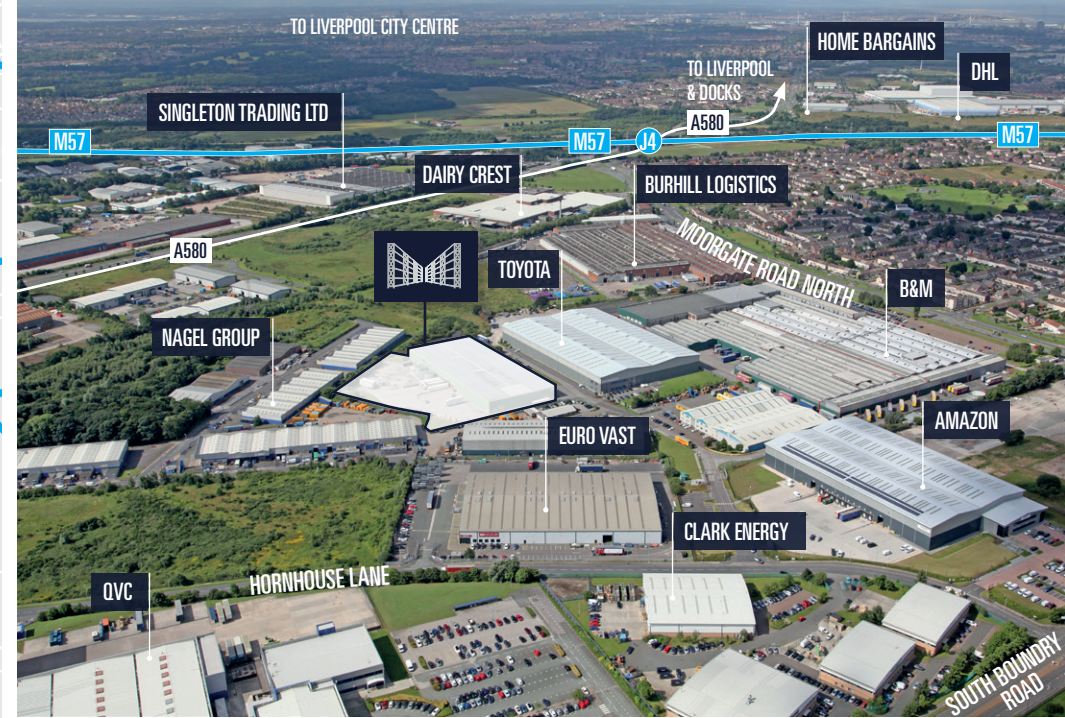 TO LIVERPOOL CITY CENTRE
HOME BARGAINS
TO LIVERPOOL
& DOCKS
DHL
SINGLETON TRADING LTD
A580
M57
M57
J4
M57
DAIRY CREST
BURHILL LOGISTICS
MOORGATE ROAD NORTH
A580
TOYOTA
B&M
NAGEL GROUP
AMAZON
EURO VAST
CLARK ENERGY
HORNHOUSE LANE
QVC
SOUTH BOUNDRY
ROAD